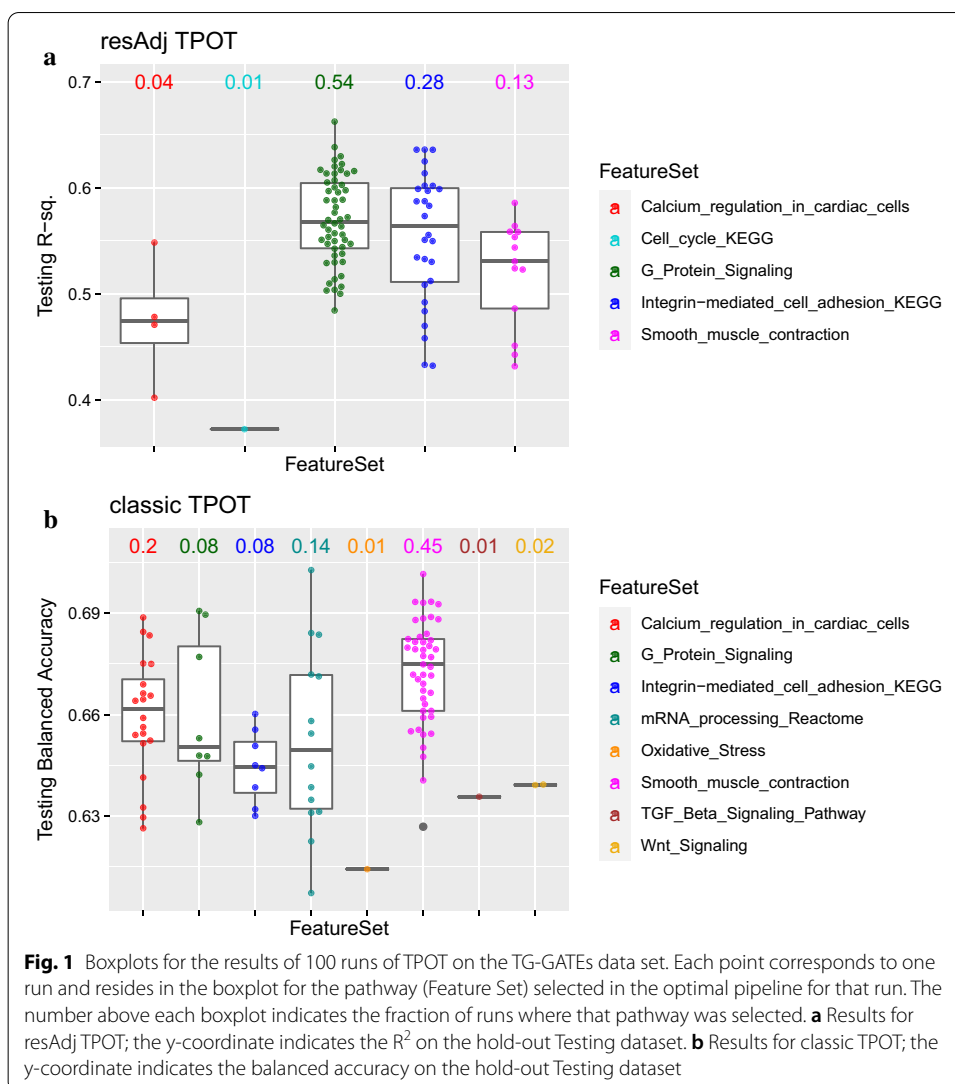 a
resAdj TPOT
0.04 0.01 0.54 0.28 0.13
0.7
0.6
0.5
0.4
Testing R-sq.
FeatureSet
FeatureSet
a Calcium_regulation_in_cardiac_cells
a Cell_cycle_KEGG
a G_Protein_Signaling
a Integrin−mediated_cell_adhesion_KEGG
a Smooth_muscle_contraction
b
classic TPOT
0.2 0.08 0.08 0.14 0.01 0.45 0.01 0.02
0.69
0.66
0.63
Testing Balanced Accuracy
FeatureSet
FeatureSet
a Calcium_regulation_in_cardiac_cells
a G_Protein_Signaling
a Integrin−mediated_cell_adhesion_KEGG
a mRNA_processing_Reactome
a Oxidative_Stress
a Smooth_muscle_contraction
a TGF_Beta_Signaling_Pathway
a Wnt_Signaling
Fig. 1 Boxplots for the results of 100 runs of TPOT on the TG-GATEs data set. Each point corresponds to one
run and resides in the boxplot for the pathway (Feature Set) selected in the optimal pipeline for that run. The
number above each boxplot indicates the fraction of runs where that pathway was selected. a Results for
resAdj TPOT; the y-coordinate indicates the R² on the hold-out Testing dataset. b Results for classic TPOT; the
y-coordinate indicates the balanced accuracy on the hold-out Testing dataset